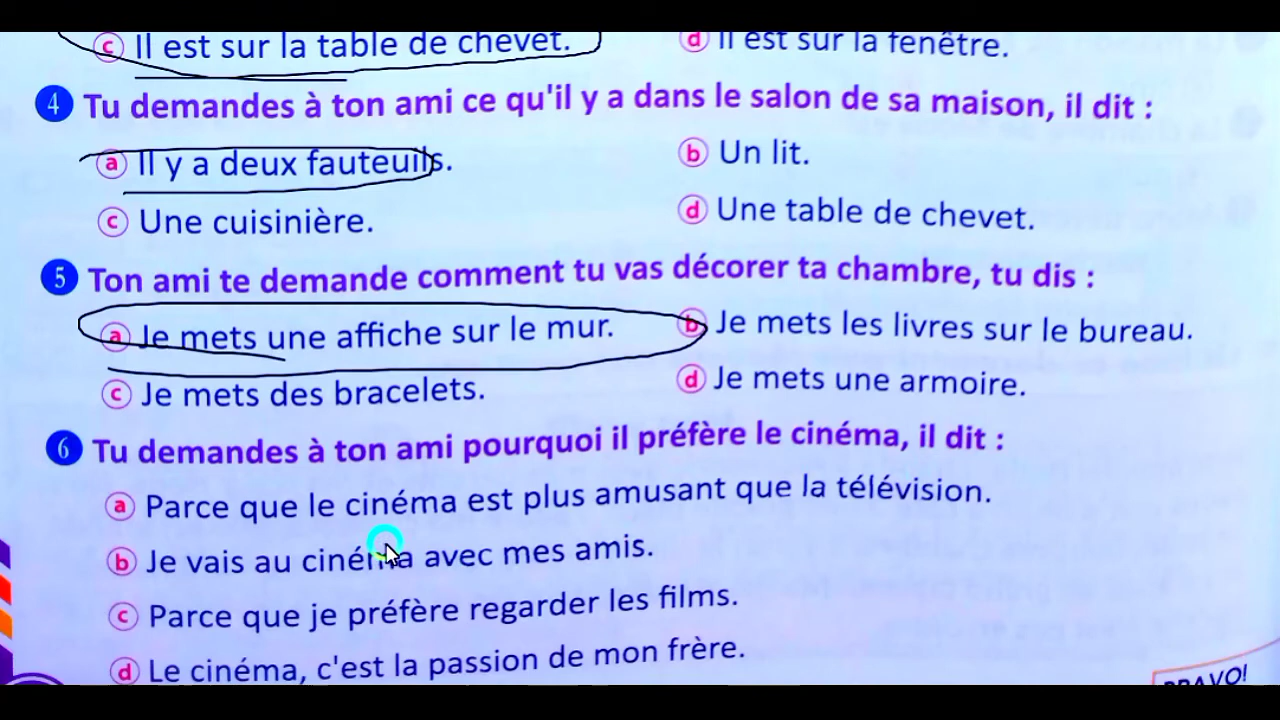 c Il est sur la table de chevet. d Il est sur la fenêtre.
4 Tu demandes à ton ami ce qu'il y a dans le salon de sa maison, il dit :
a Il y a deux fauteuils. b Un lit.
c Une cuisinière. d Une table de chevet.
5 Ton ami te demande comment tu vas décorer ta chambre, tu dis :
a Je mets une affiche sur le mur. b Je mets les livres sur le bureau.
c Je mets des bracelets. d Je mets une armoire.
6 Tu demandes à ton ami pourquoi il préfère le cinéma, il dit :
a Parce que le cinéma est plus amusant que la télévision.
b Je vais au cinéma avec mes amis.
c Parce que je préfère regarder les films.
d Le cinéma, c'est la passion de mon frère.
BRAVO!